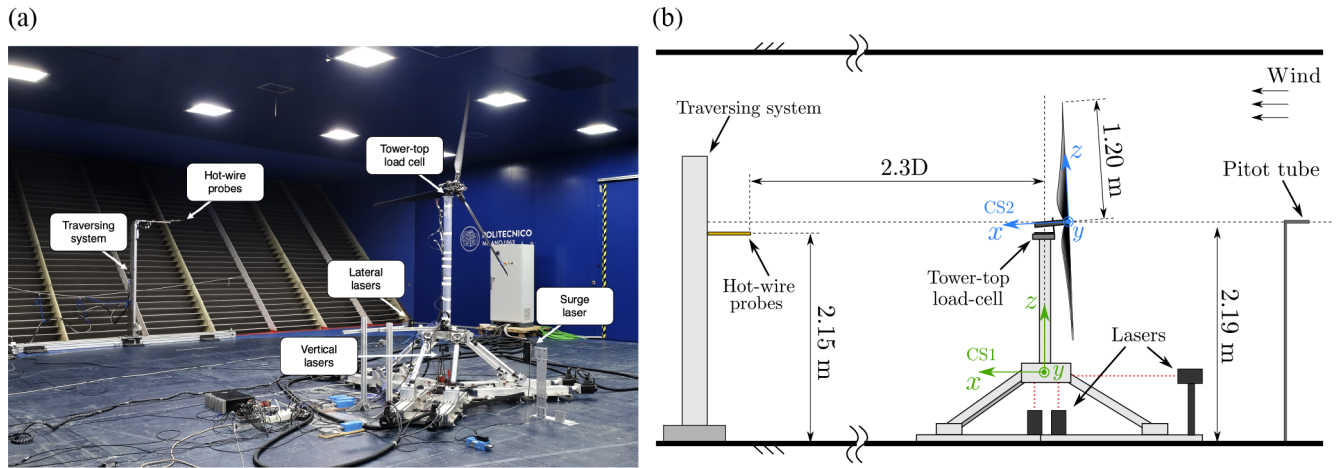 (a)
Tower-top
load cell
Hot-wire
probes
Traversing
system
POLITECNICO
MILANO 1863
Lateral
lasers
Surge
laser
Vertical
lasers
(b)
Wind
Traversing system
1.20 m
z
Pitot tube
2.3D
CS2
x
y
Tower-top
load-cell
Hot-wire
probes
z
2.15 m
2.19 m
Lasers
CS1
x
y